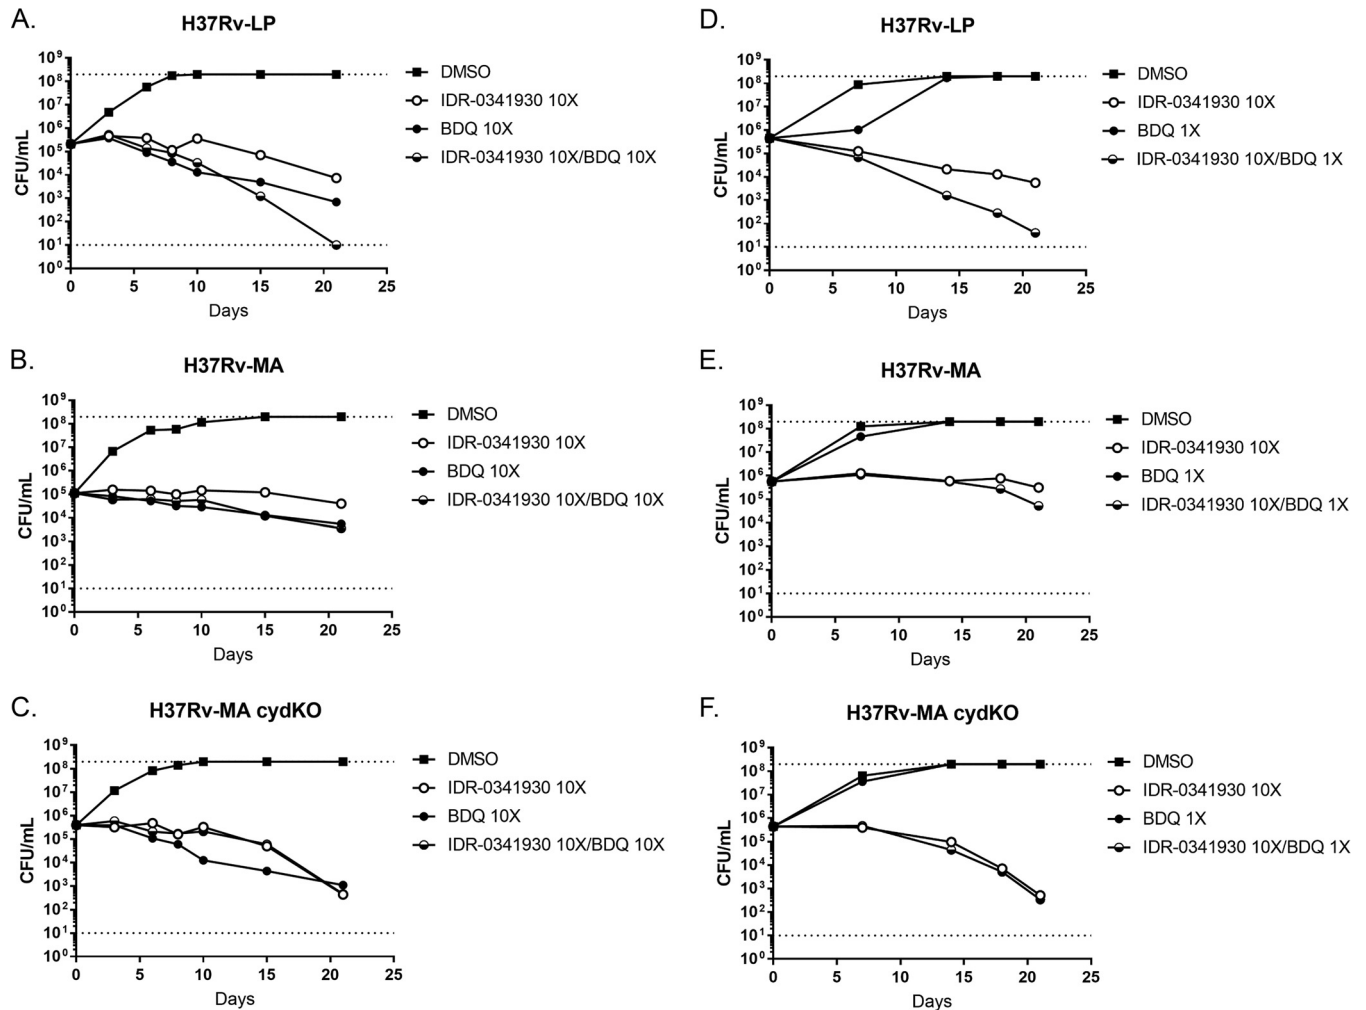 A.
H37Rv-LP
CFU/mL
10⁹
10⁸
10⁷
10⁶
10⁵
10⁴
10³
10²
10¹
10⁰
0 5 10 15 20 25
Days
DMSO
IDR-0341930 10X
BDQ 10X
IDR-0341930 10X/BDQ 10X
D.
H37Rv-LP
CFU/mL
10⁹
10⁸
10⁷
10⁶
10⁵
10⁴
10³
10²
10¹
10⁰
0 5 10 15 20 25
Days
DMSO
IDR-0341930 10X
BDQ 1X
IDR-0341930 10X/BDQ 1X
B.
H37Rv-MA
CFU/mL
10⁹
10⁸
10⁷
10⁶
10⁵
10⁴
10³
10²
10¹
10⁰
0 5 10 15 20 25
Days
DMSO
IDR-0341930 10X
BDQ 10X
IDR-0341930 10X/BDQ 10X
E.
H37Rv-MA
CFU/mL
10⁹
10⁸
10⁷
10⁶
10⁵
10⁴
10³
10²
10¹
10⁰
0 5 10 15 20 25
Days
DMSO
IDR-0341930 10X
BDQ 1X
IDR-0341930 10X/BDQ 1X
C.
H37Rv-MA cydKO
CFU/mL
10⁹
10⁸
10⁷
10⁶
10⁵
10⁴
10³
10²
10¹
10⁰
0 5 10 15 20 25
Days
DMSO
IDR-0341930 10X
BDQ 10X
IDR-0341930 10X/BDQ 10X
F.
H37Rv-MA cydKO
CFU/mL
10⁹
10⁸
10⁷
10⁶
10⁵
10⁴
10³
10²
10¹
10⁰
0 5 10 15 20 25
Days
DMSO
IDR-0341930 10X
BDQ 1X
IDR-0341930 10X/BDQ 1X